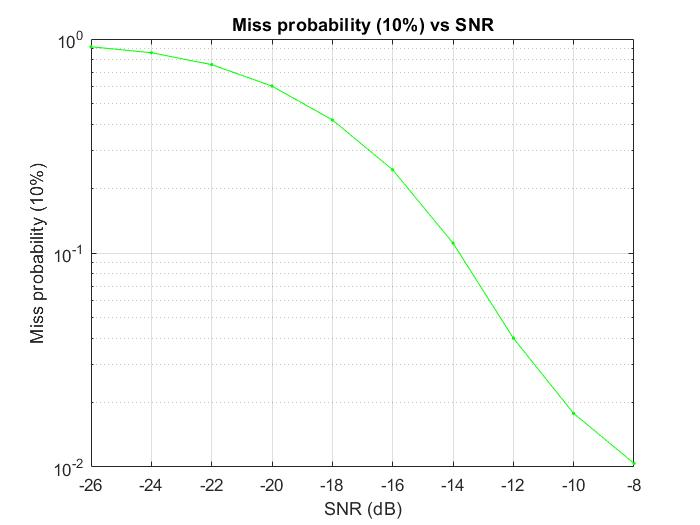 Miss probability (10%) vs SNR
10^0
10^-1
10^-2
Miss probability (10%)
-26 -24 -22 -20 -18 -16 -14 -12 -10 -8
SNR (dB)